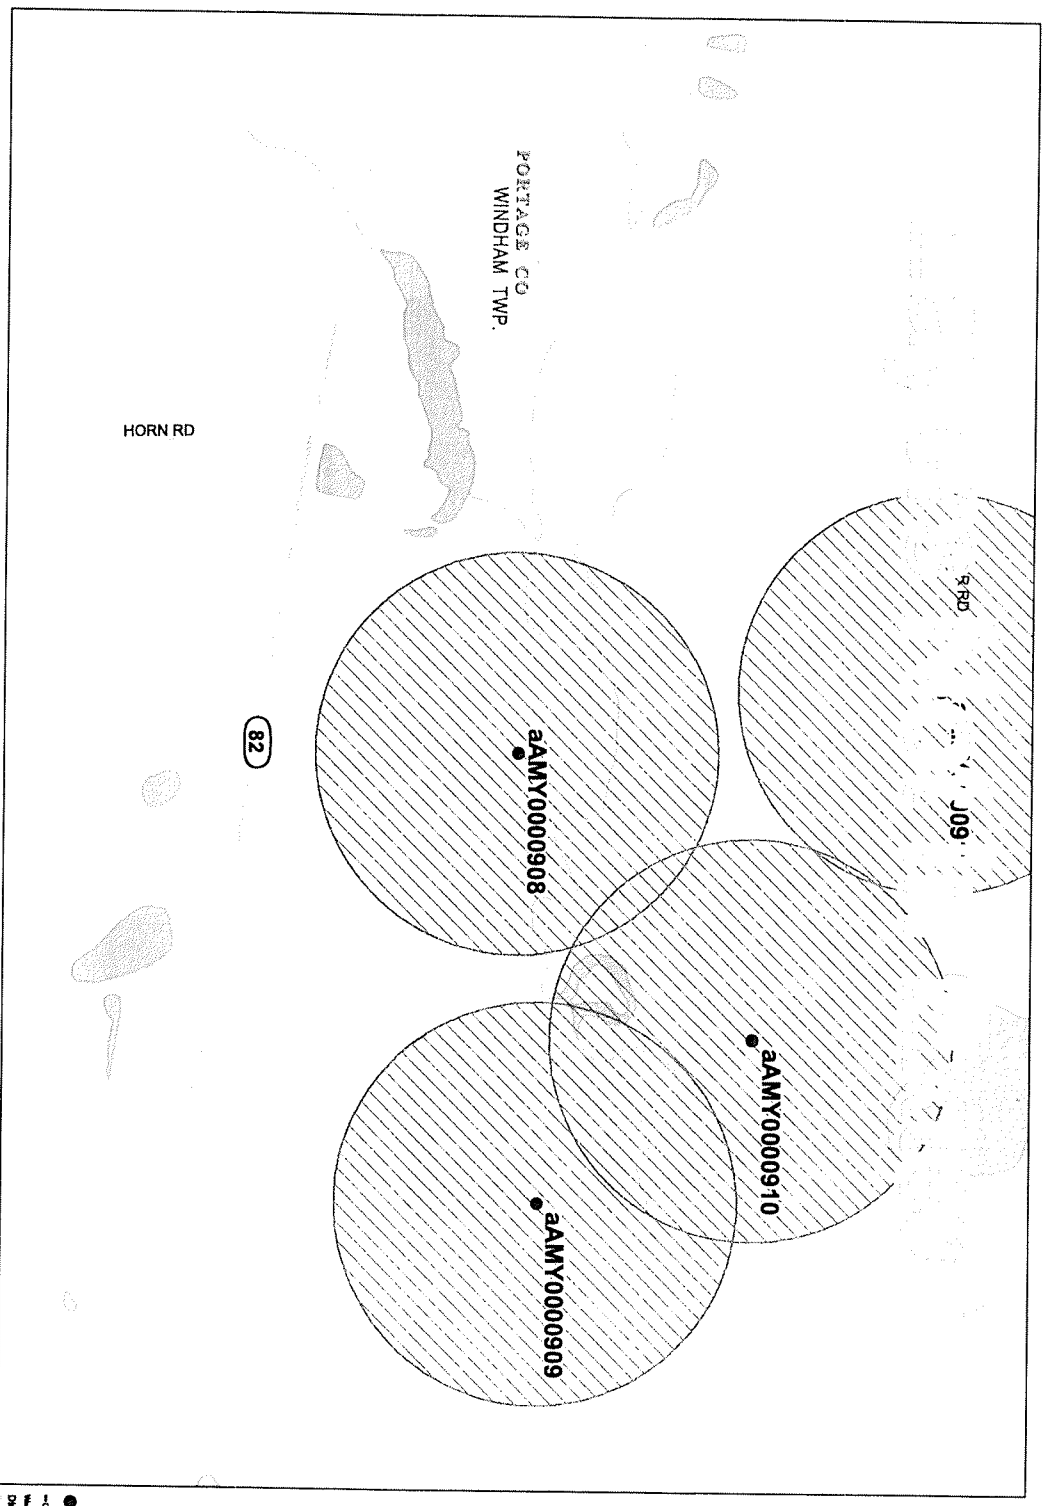 PORTAGE CO
WINDHAM TWP.
HORN RD
82
aAMY0000908
aAMY0000910
aAMY0000909
RD
J09